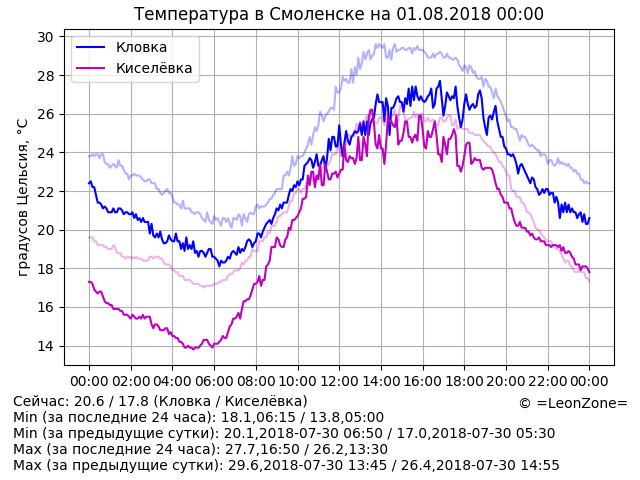 Температура в Смоленске на 01.08.2018 00:00
градусов Цельсия, °C
30
28
26
24
22
20
18
16
14
Кловка
Киселёвка
00:00 02:00 04:00 06:00 08:00 10:00 12:00 14:00 16:00 18:00 20:00 22:00 00:00
Сейчас: 20.6 / 17.8 (Кловка / Киселёвка)
© =LeonZone=
Min (за последние 24 часа): 18.1,06:15 / 13.8,05:00
Min (за предыдущие сутки): 20.1,2018-07-30 06:50 / 17.0,2018-07-30 05:30
Max (за последние 24 часа): 27.7,16:50 / 26.2,13:30
Max (за предыдущие сутки): 29.6,2018-07-30 13:45 / 26.4,2018-07-30 14:55